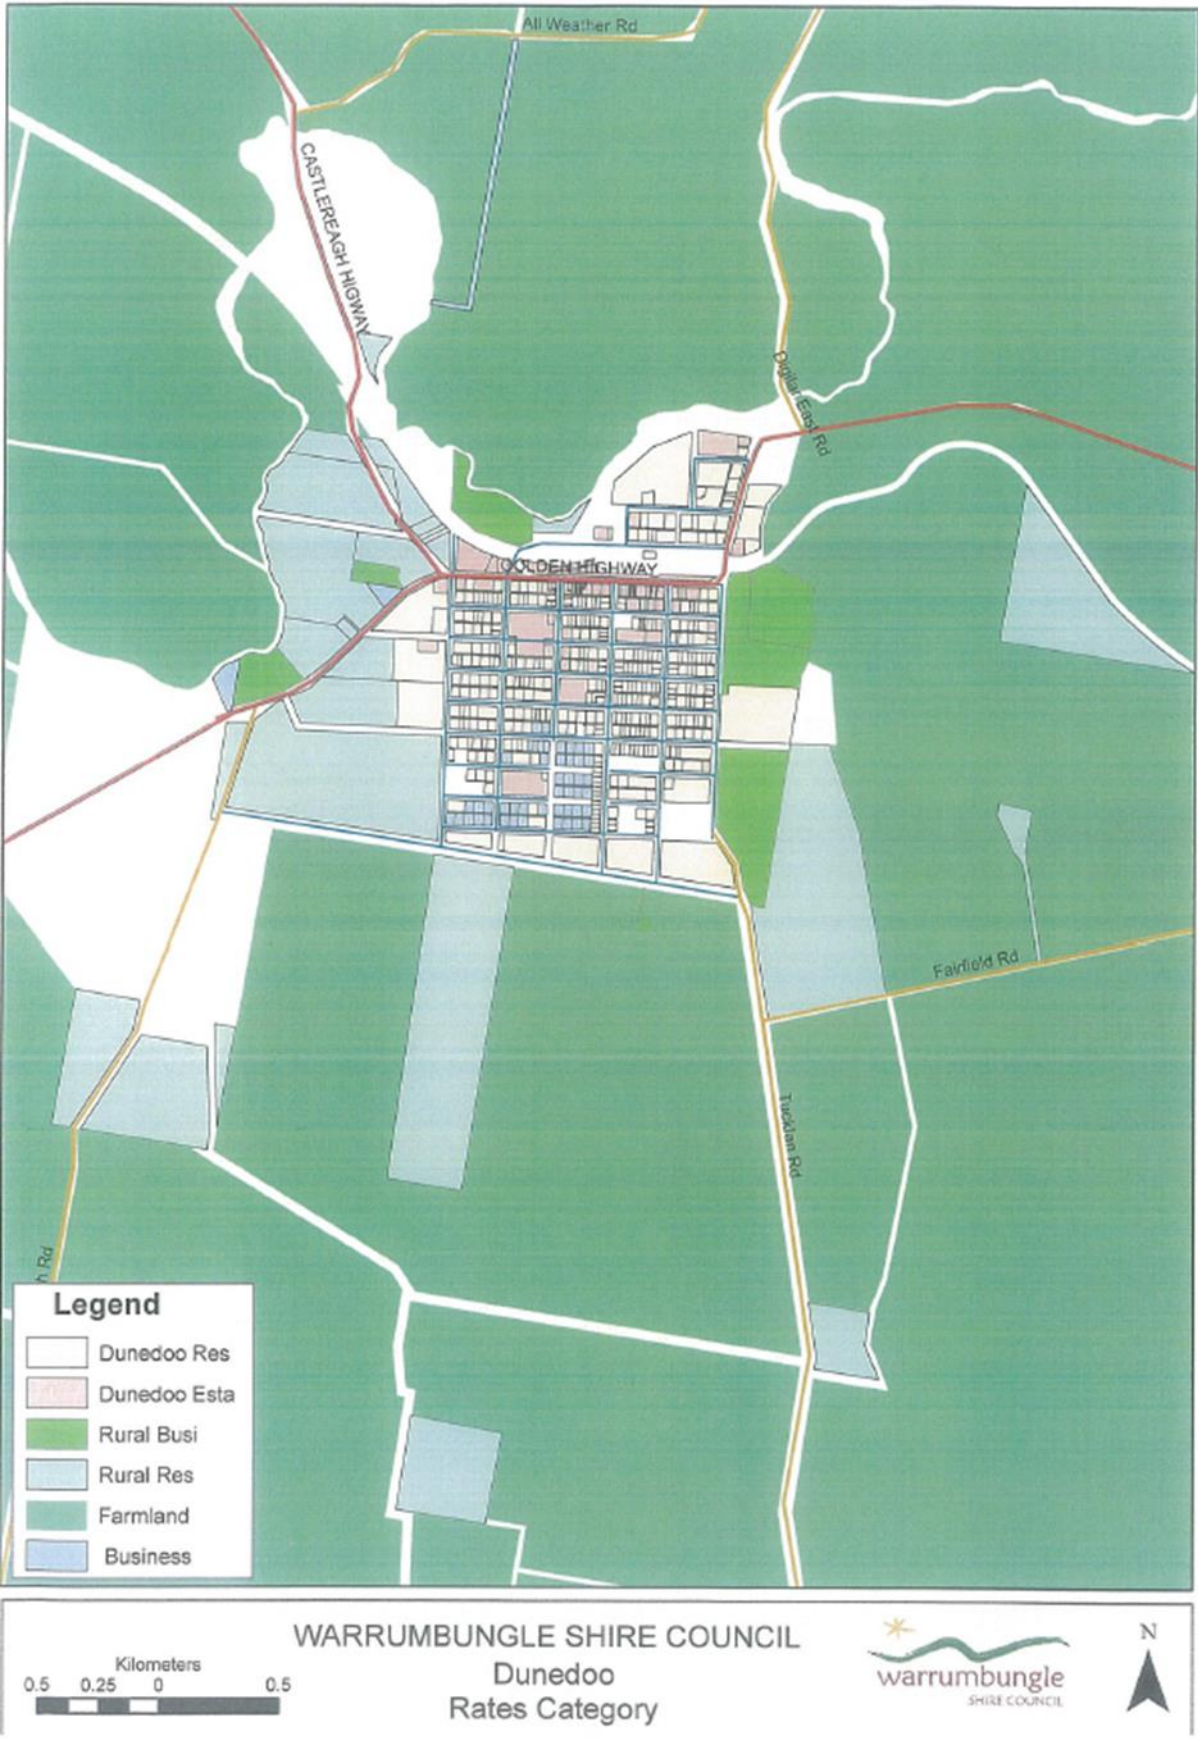 All Weather Rd
CASTLEREAGH HIGWAY
Digilar East Rd
GOLDEN HIGHWAY
Fairfield Rd
Tucklan Rd
h Rd
Legend
Dunedoo Res
Dunedoo Esta
Rural Busi
Rural Res
Farmland
Business
WARRUMBUNGLE SHIRE COUNCIL
Dunedoo
Rates Category
Kilometers
0.5 0.25 0 0.5
warrumbungle
SHIRE COUNCIL
N